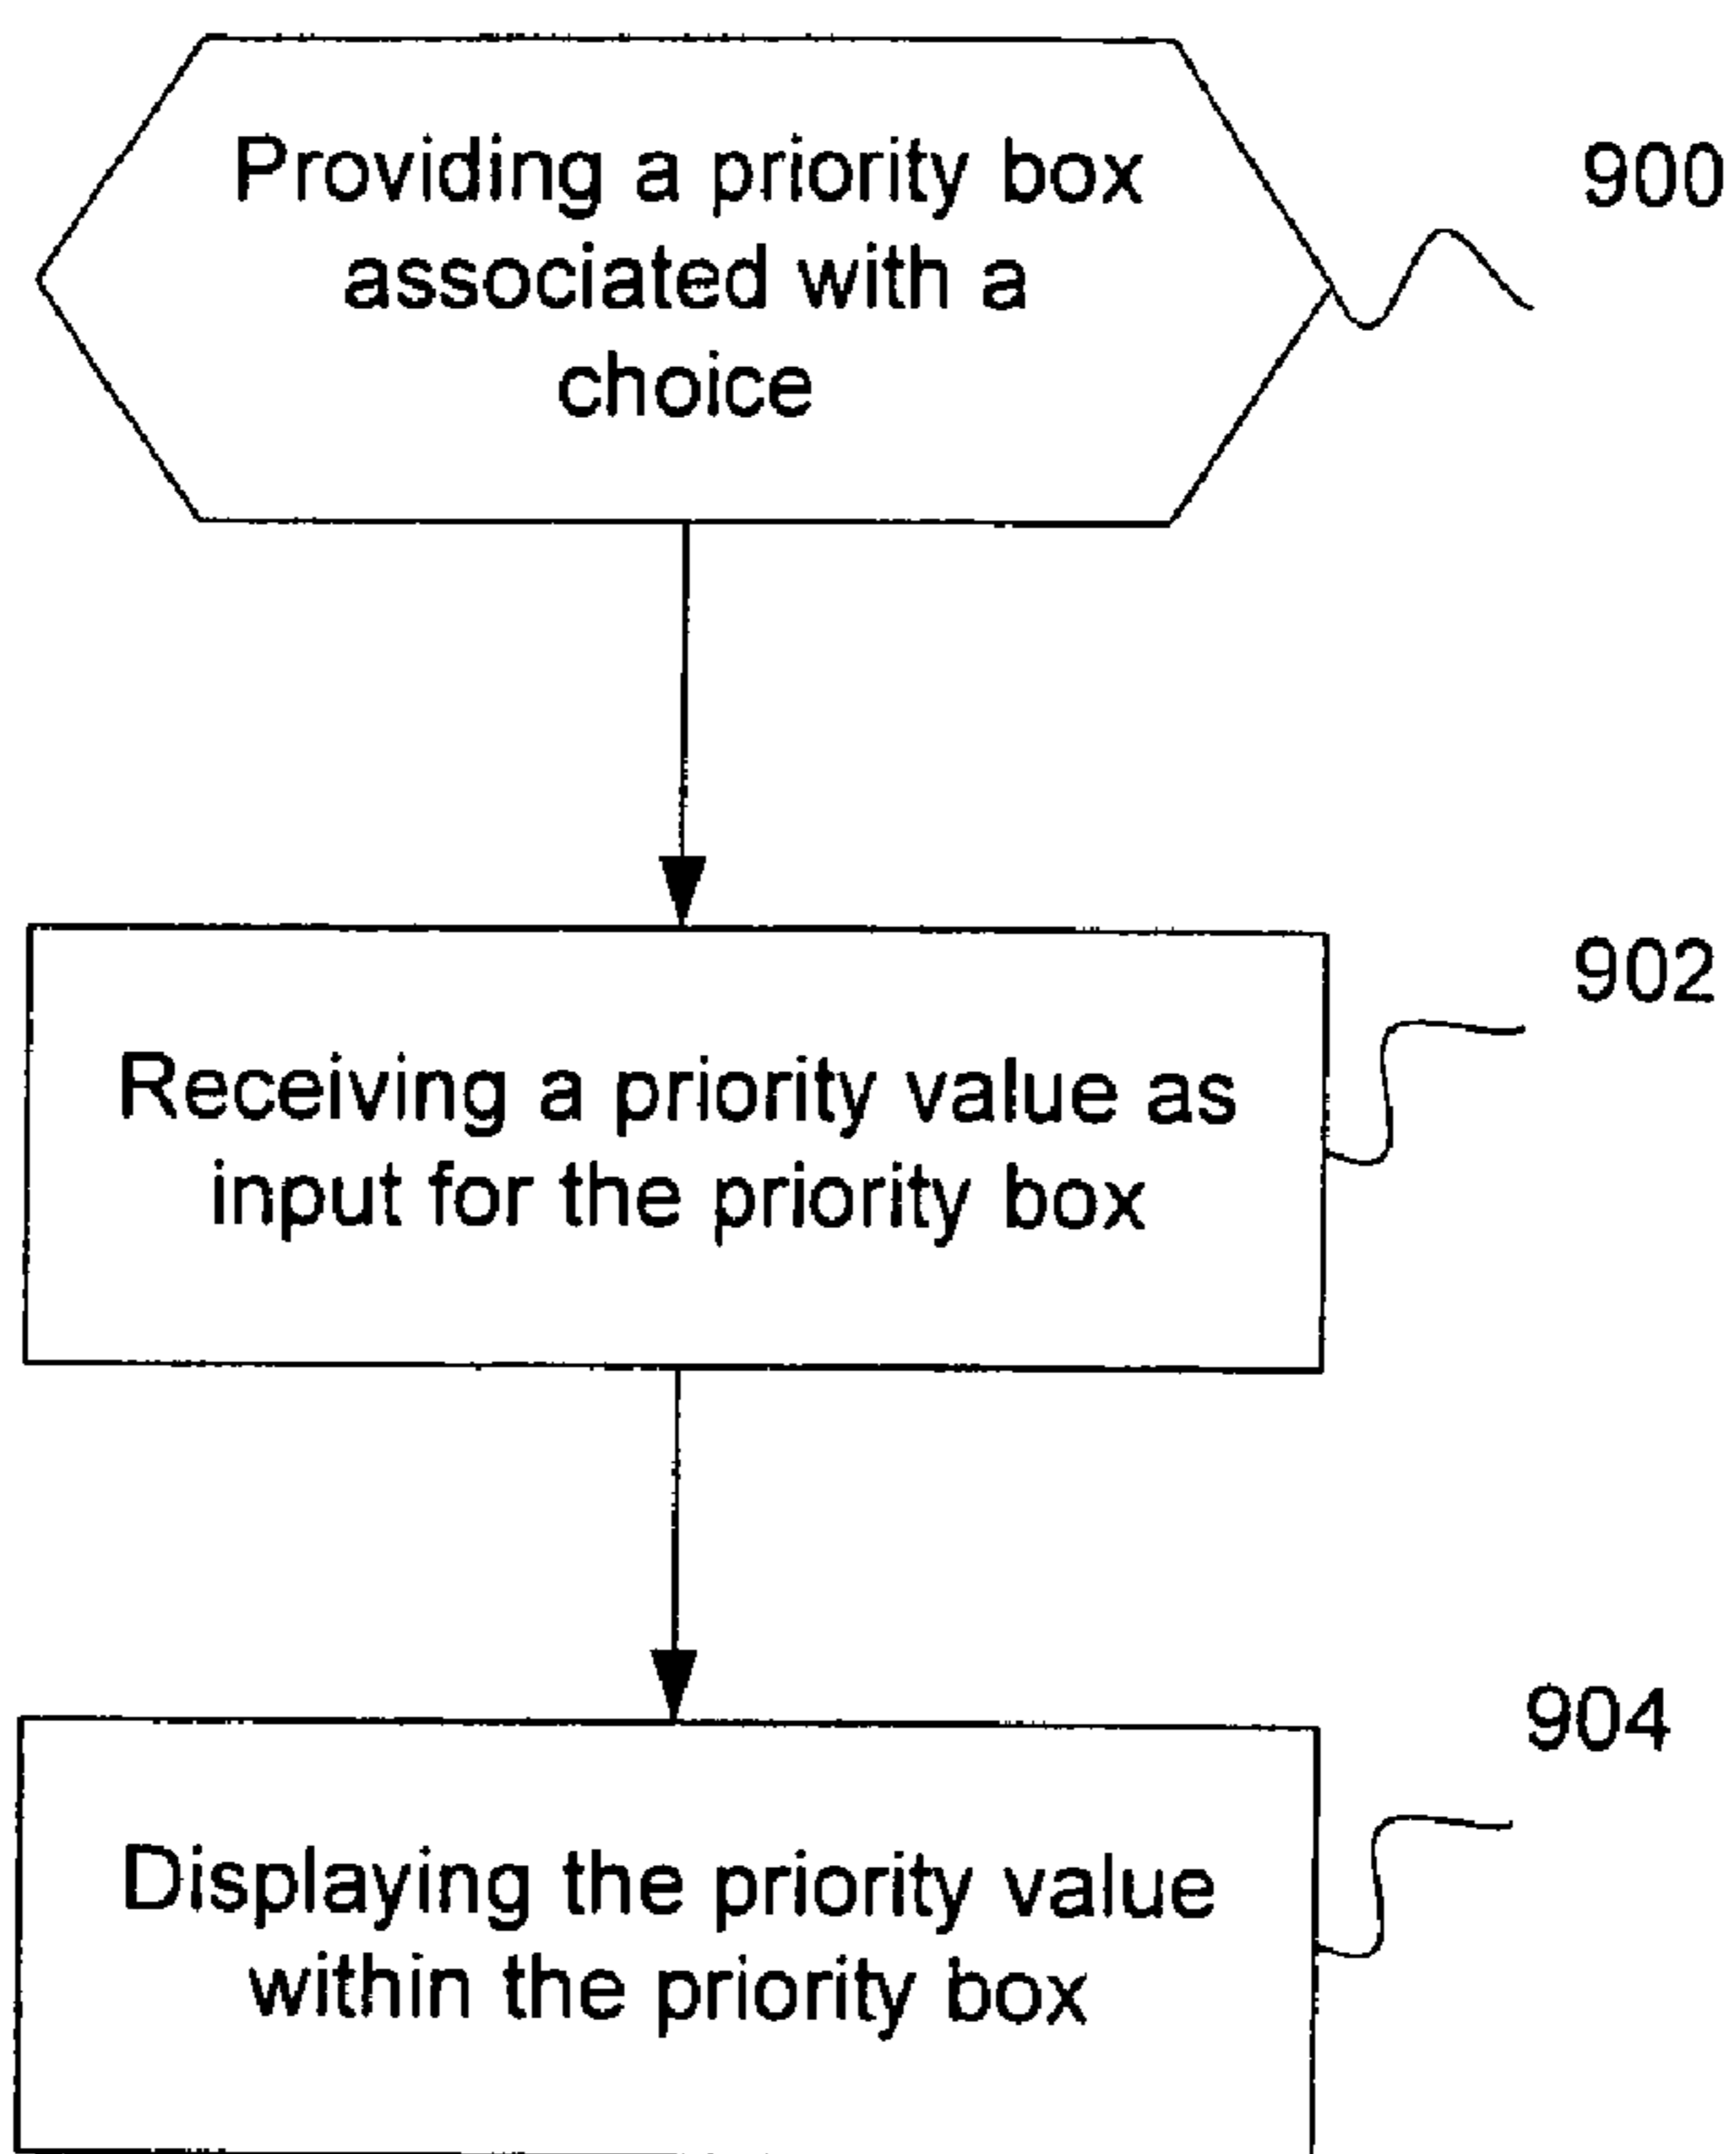 Providing a priority box
associated with a
choice
900
902
Receiving a priority value as
input for the priority box
904
Displaying the priority value
within the priority box